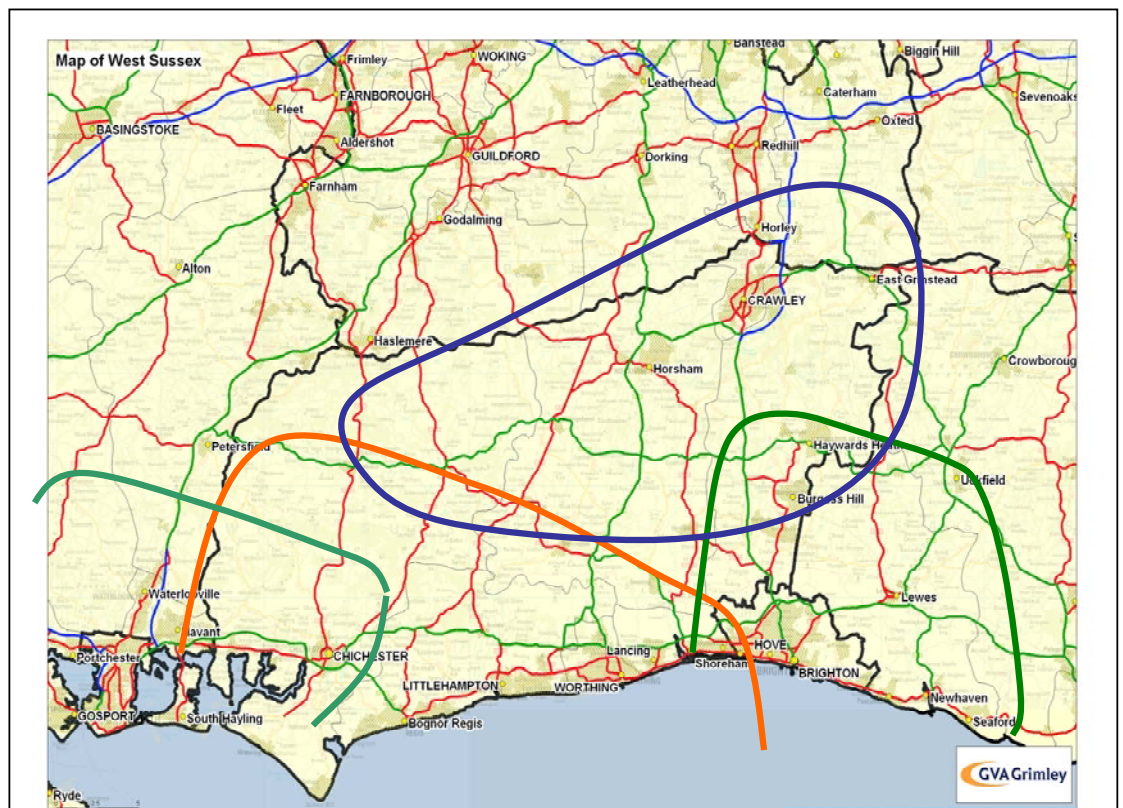 Map of West Sussex
Frimley
WOKING
Banstead
Biggin Hill
Leatherhead
Caterham
Sevenoaks
FARNBOROUGH
Fleet
BASINGSTOKE
Aldershot
GUILDFORD
Dorking
Redhill
Oxted
Farnham
Godalming
Horley
Alton
East Grinstead
CRAWLEY
Haslemere
Horsham
Crowboroug
Petersfield
Haywards
Uckfield
Burgess Hill
Waterlooville
Lewes
avant
Portchester
CHICHESTER
Lancing
HOVE
Shoreham
BRIGHTON
LITTLEHAMPTON
WORTHING
Newhaven
GOSPORT
South Hayling
Bognor Regis
Seaford
GVA Grimley
Ryde